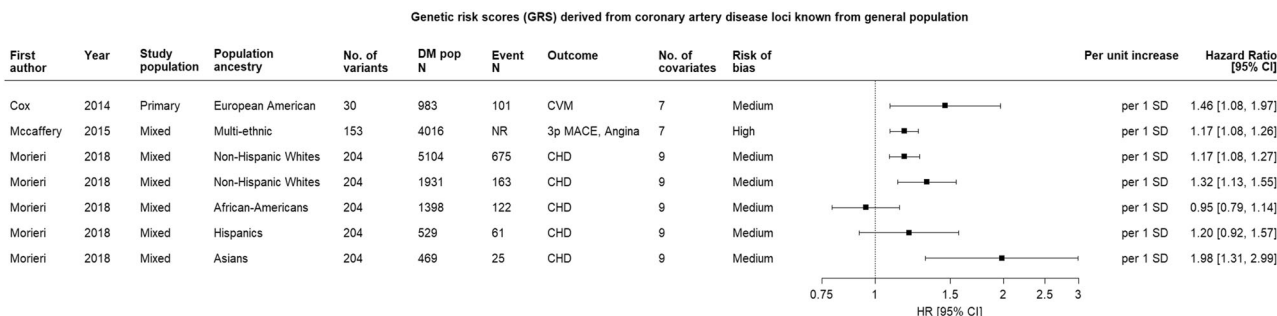 Genetic risk scores (GRS) derived from coronary artery disease loci known from general population
First author Year Study population Population ancestry No. of variants DM pop N Event N Outcome No. of covariates Risk of bias Per unit increase Hazard Ratio [95% CI]
Cox 2014 Primary European American 30 983 101 CVM 7 Medium per 1 SD 1.46 [1.08, 1.97]
Mccaffery 2015 Mixed Multi-ethnic 153 4016 NR 3p MACE, Angina 7 High per 1 SD 1.17 [1.08, 1.26]
Morieri 2018 Mixed Non-Hispanic Whites 204 5104 675 CHD 9 Medium per 1 SD 1.17 [1.08, 1.27]
Morieri 2018 Mixed Non-Hispanic Whites 204 1931 163 CHD 9 Medium per 1 SD 1.32 [1.13, 1.55]
Morieri 2018 Mixed African-Americans 204 1398 122 CHD 9 Medium per 1 SD 0.95 [0.79, 1.14]
Morieri 2018 Mixed Hispanics 204 529 61 CHD 9 Medium per 1 SD 1.20 [0.92, 1.57]
Morieri 2018 Mixed Asians 204 469 25 CHD 9 Medium per 1 SD 1.98 [1.31, 2.99]
0.75 1 1.5 2 2.5 3
HR [95% CI]